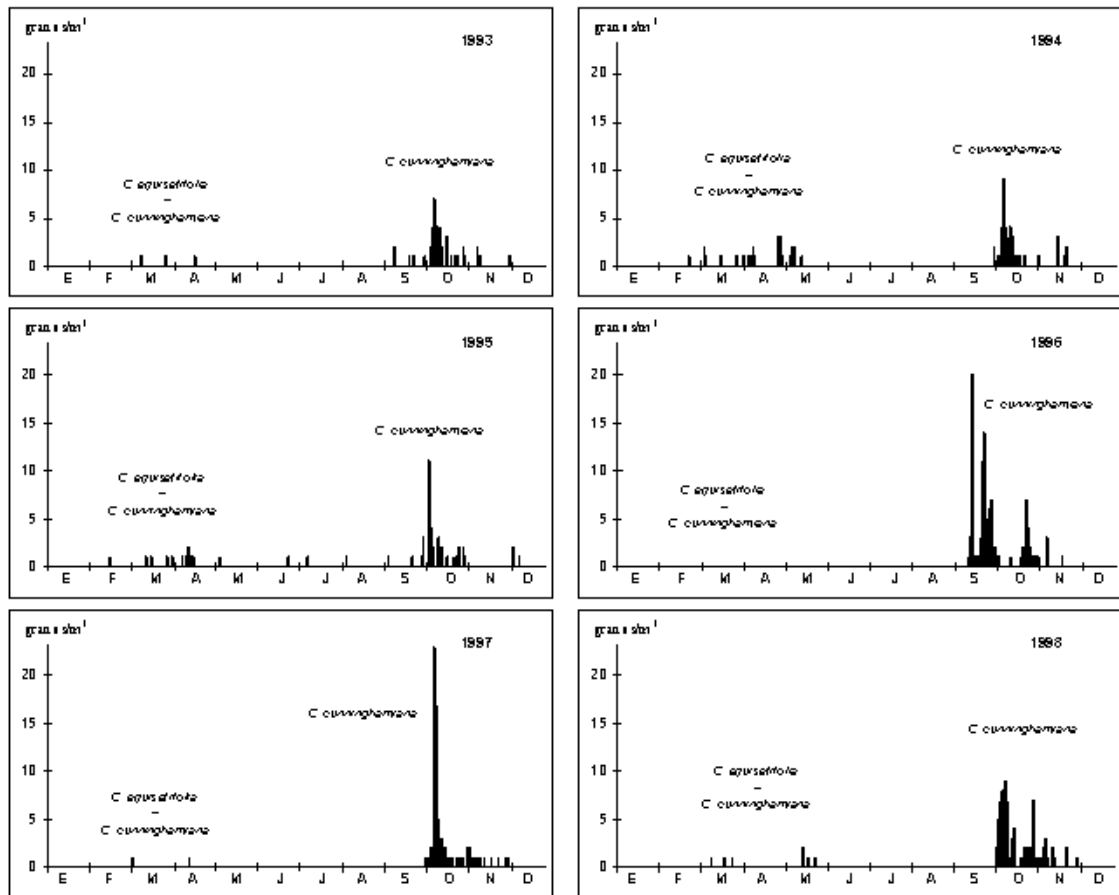 granos/m³
1993
20
15
10
5
0
C. equisetifolia
–
C. cunninghamiana
C. cunninghamiana
E F M A M J J A S O N D
granos/m³
1994
20
15
10
5
0
C. equisetifolia
–
C. cunninghamiana
C. cunninghamiana
E F M A M J J A S O N D
granos/m³
1995
20
15
10
5
0
C. equisetifolia
–
C. cunninghamiana
C. cunninghamiana
E F M A M J J A S O N D
granos/m³
1996
20
15
10
5
0
C. equisetifolia
–
C. cunninghamiana
C. cunninghamiana
E F M A M J J A S O N D
granos/m³
1997
20
15
10
5
0
C. equisetifolia
–
C. cunninghamiana
C. cunninghamiana
E F M A M J J A S O N D
granos/m³
1998
20
15
10
5
0
C. equisetifolia
–
C. cunninghamiana
C. cunninghamiana
E F M A M J J A S O N D